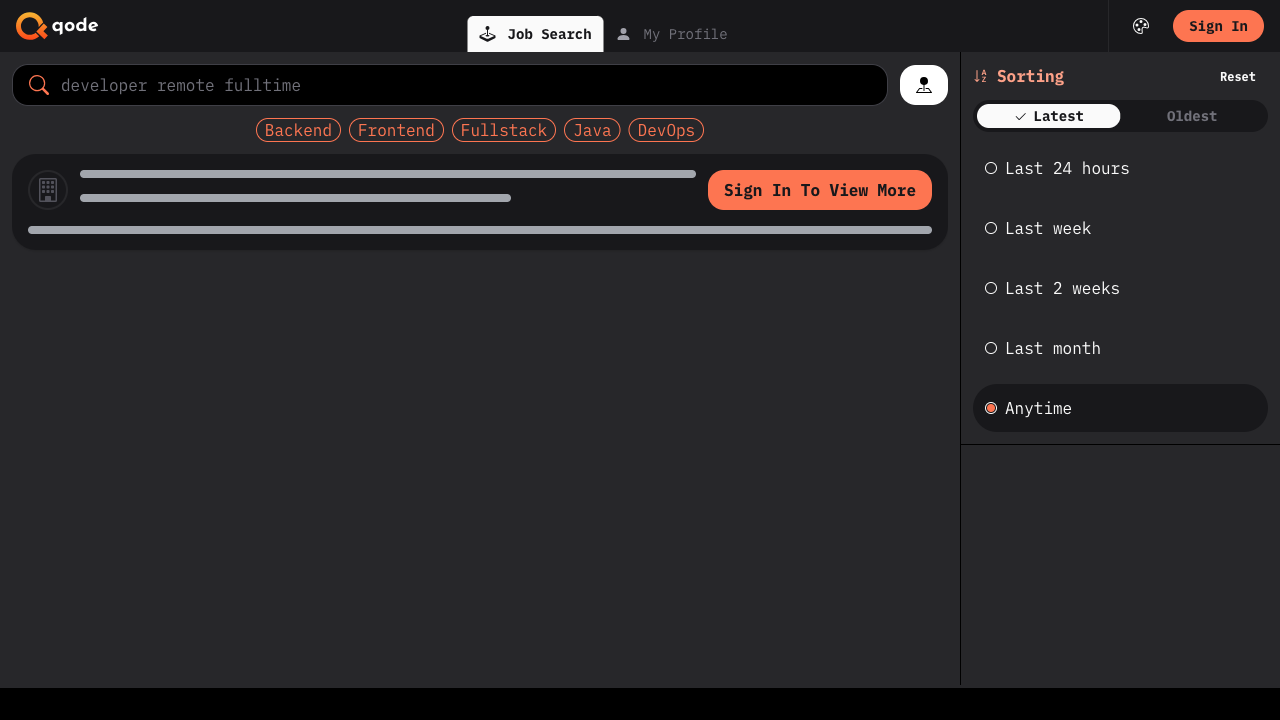 qode
Job Search
My Profile
Sign In
developer remote fulltime
Backend Frontend Fullstack Java DevOps
Sign In To View More
Sorting
Reset
Latest
Oldest
Last 24 hours
Last week
Last 2 weeks
Last month
Anytime